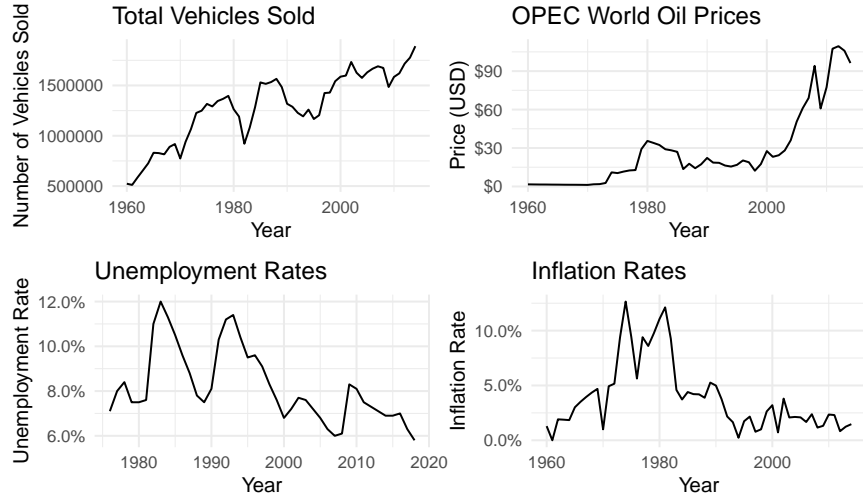 Total Vehicles Sold
Number of Vehicles Sold
1500000
1000000
500000
1960
1980
2000
Year
OPEC World Oil Prices
Price (USD)
$90
$60
$30
$0
1960
1980
2000
Year
Unemployment Rates
Unemployment Rate
12.0%
10.0%
8.0%
6.0%
1980
1990
2000
2010
2020
Year
Inflation Rates
Inflation Rate
10.0%
5.0%
0.0%
1960
1980
2000
Year